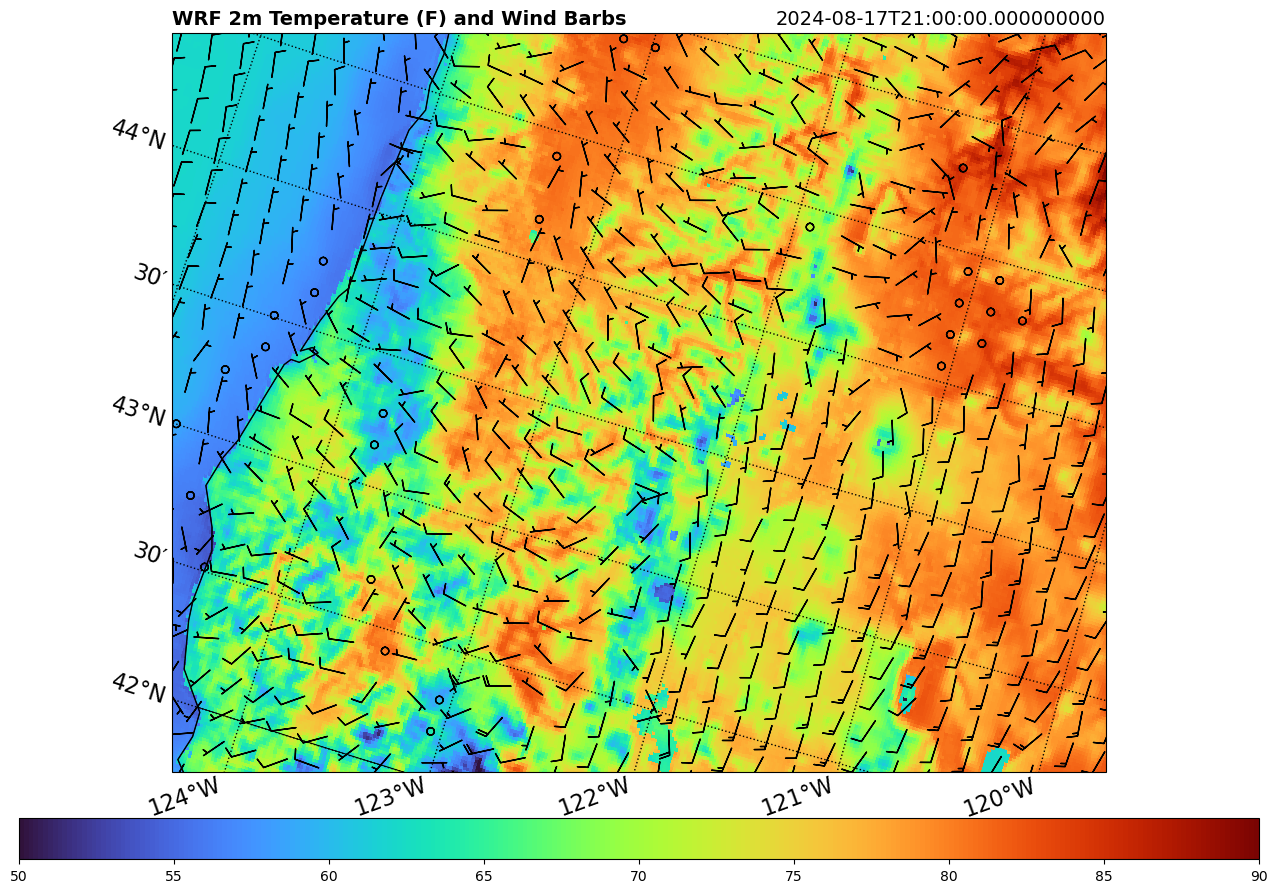 WRF 2m Temperature (F) and Wind Barbs 2024-08-17T21:00:00.000000000
44°N
30′
43°N
30′
42°N
124°W 123°W 122°W 121°W 120°W
50 55 60 65 70 75 80 85 90